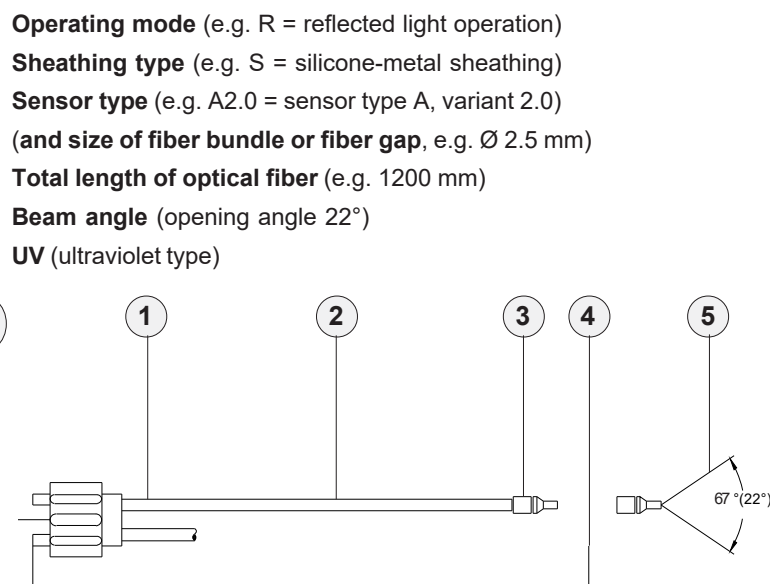 Operating mode (e.g. R = reflected light operation)
Sheathing type (e.g. S = silicone-metal sheathing)
Sensor type (e.g. A2.0 = sensor type A, variant 2.0)
(and size of fiber bundle or fiber gap, e.g. Ø 2.5 mm)
Total length of optical fiber (e.g. 1200 mm)
Beam angle (opening angle 22°)
UV (ultraviolet type)
1 2 3 4 5
67°(22°)